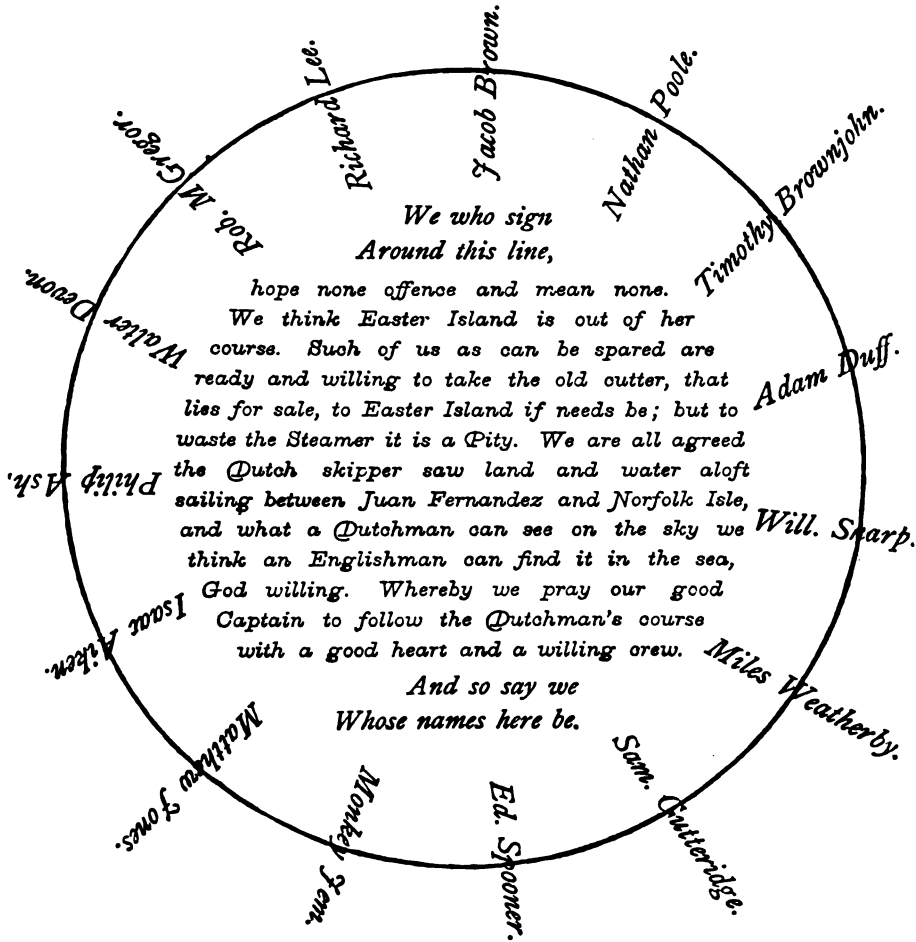 Jacob Brown.
Nathan Poole.
Timothy Brownjohn.
Adam Duff.
Will. Sharp.
Miles Weatherby.
Sam. Gutteridge.
Ed. Spooner.
Monkey Jem.
Matthew Jones.
Isaac Aiken.
Philip Ash.
Walter Devon.
Rob. M'Gregor.
Richard Lee.
We who sign
Around this line,
hope none offence and mean none.
We think Easter Island is out of her
course. Such of us as can be spared are
ready and willing to take the old cutter, that
lies for sale, to Easter Island if needs be; but to
waste the Steamer it is a Pity. We are all agreed
the Dutch skipper saw land and water aloft
sailing between Juan Fernandez and Norfolk Isle,
and what a Dutchman can see on the sky we
think an Englishman can find it in the sea,
God willing. Whereby we pray our good
Captain to follow the Dutchman's course
with a good heart and a willing crew.
And so say we
Whose names here be.